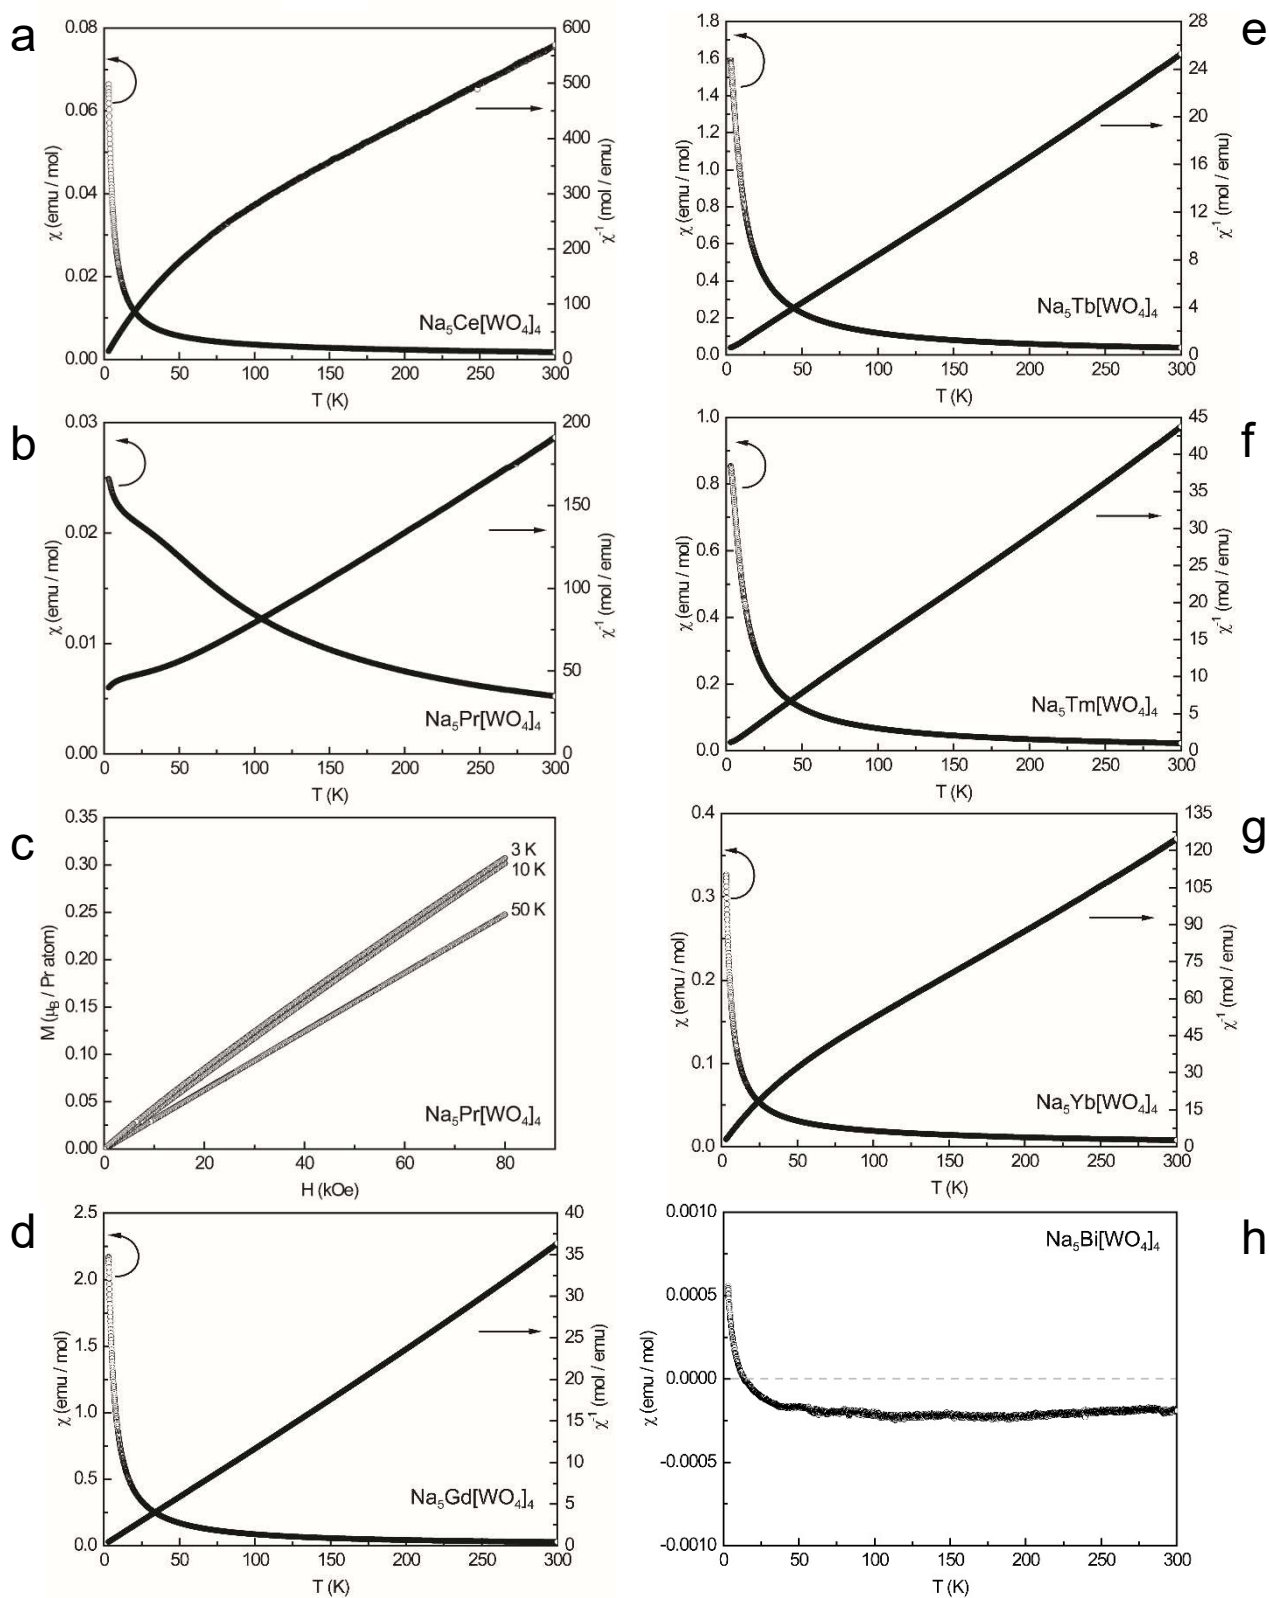 a
0.08
0.06
0.04
0.02
0.00
χ (emu / mol)
600
500
400
300
200
100
0
χ⁻¹ (mol / emu)
Na₅Ce[WO₄]₄
0 50 100 150 200 250 300
T (K)
b
0.03
0.02
0.01
0.00
χ (emu / mol)
200
150
100
50
0
χ⁻¹ (mol / emu)
Na₅Pr[WO₄]₄
0 50 100 150 200 250 300
T (K)
c
0.35
0.30
0.25
0.20
0.15
0.10
0.05
0.00
M (μB / Pr atom)
3 K
10 K
50 K
Na₅Pr[WO₄]₄
0 20 40 60 80
H (kOe)
d
2.5
2.0
1.5
1.0
0.5
0.0
χ (emu / mol)
40
35
30
25
20
15
10
5
0
χ⁻¹ (mol / emu)
Na₅Gd[WO₄]₄
0 50 100 150 200 250 300
T (K)
e
1.8
1.6
1.4
1.2
1.0
0.8
0.6
0.4
0.2
0.0
χ (emu / mol)
28
24
20
16
12
8
4
0
χ⁻¹ (mol / emu)
Na₅Tb[WO₄]₄
0 50 100 150 200 250 300
T (K)
f
1.0
0.8
0.6
0.4
0.2
0.0
χ (emu / mol)
45
40
35
30
25
20
15
10
5
0
χ⁻¹ (mol / emu)
Na₅Tm[WO₄]₄
0 50 100 150 200 250 300
T (K)
g
0.4
0.3
0.2
0.1
0.0
χ (emu / mol)
135
120
105
90
75
60
45
30
15
0
χ⁻¹ (mol / emu)
Na₅Yb[WO₄]₄
0 50 100 150 200 250 300
T (K)
h
0.0010
0.0005
0.0000
-0.0005
-0.0010
χ (emu / mol)
Na₅Bi[WO₄]₄
0 50 100 150 200 250 300
T (K)